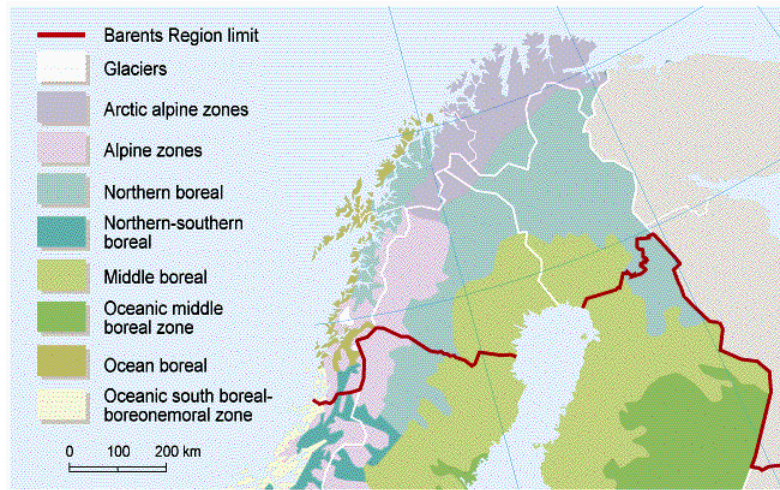 Barents Region limit
Glaciers
Arctic alpine zones
Alpine zones
Northern boreal
Northern-southern
boreal
Middle boreal
Oceanic middle
boreal zone
Ocean boreal
Oceanic south boreal-
boreonemoral zone
0 100 200 km